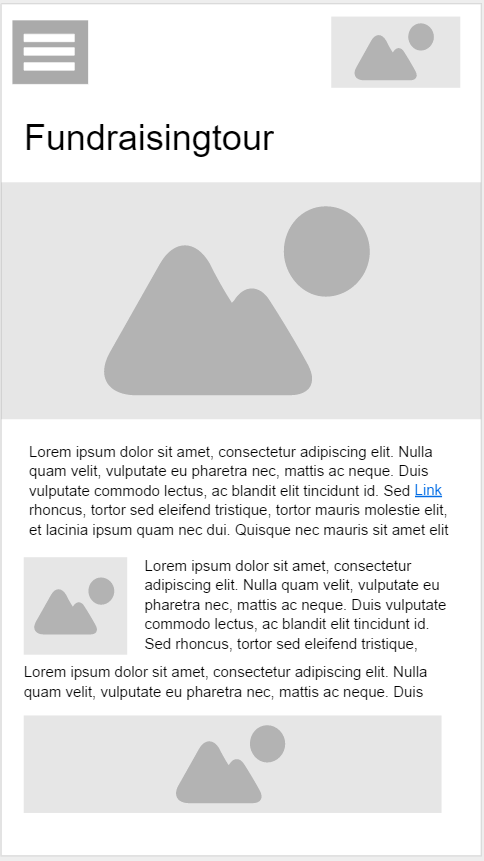 Fundraisingtour
Lorem ipsum dolor sit amet, consectetur adipiscing elit. Nulla
quam velit, vulputate eu pharetra nec, mattis ac neque. Duis
vulputate commodo lectus, ac blandit elit tincidunt id. Sed Link
rhoncus, tortor sed eleifend tristique, tortor mauris molestie elit,
et lacinia ipsum quam nec dui. Quisque nec mauris sit amet elit
Lorem ipsum dolor sit amet, consectetur
adipiscing elit. Nulla quam velit, vulputate eu
pharetra nec, mattis ac neque. Duis vulputate
commodo lectus, ac blandit elit tincidunt id.
Sed rhoncus, tortor sed eleifend tristique,
Lorem ipsum dolor sit amet, consectetur adipiscing elit. Nulla
quam velit, vulputate eu pharetra nec, mattis ac neque. Duis